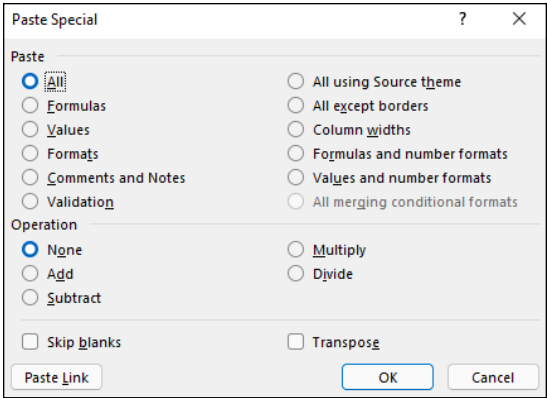 Paste Special ?
Paste
All
Formulas
Values
Formats
Comments and Notes
Validation
All using Source theme
All except borders
Column widths
Formulas and number formats
Values and number formats
All merging conditional formats
Operation
None
Add
Subtract
Multiply
Divide
Skip blanks
Transpose
Paste Link
OK
Cancel